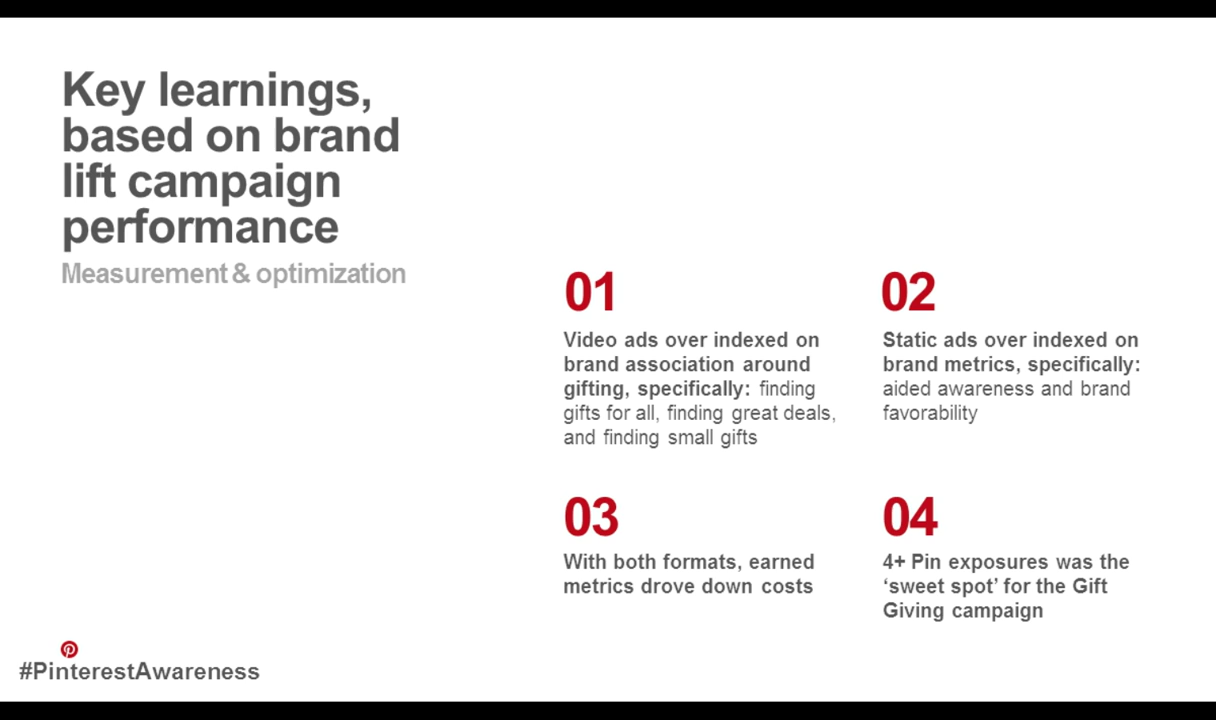 Key learnings,
based on brand
lift campaign
performance
Measurement & optimization
01
Video ads over indexed on
brand association around
gifting, specifically: finding
gifts for all, finding great deals,
and finding small gifts
02
Static ads over indexed on
brand metrics, specifically:
aided awareness and brand
favorability
03
With both formats, earned
metrics drove down costs
04
4+ Pin exposures was the
‘sweet spot’ for the Gift
Giving campaign
#PinterestAwareness